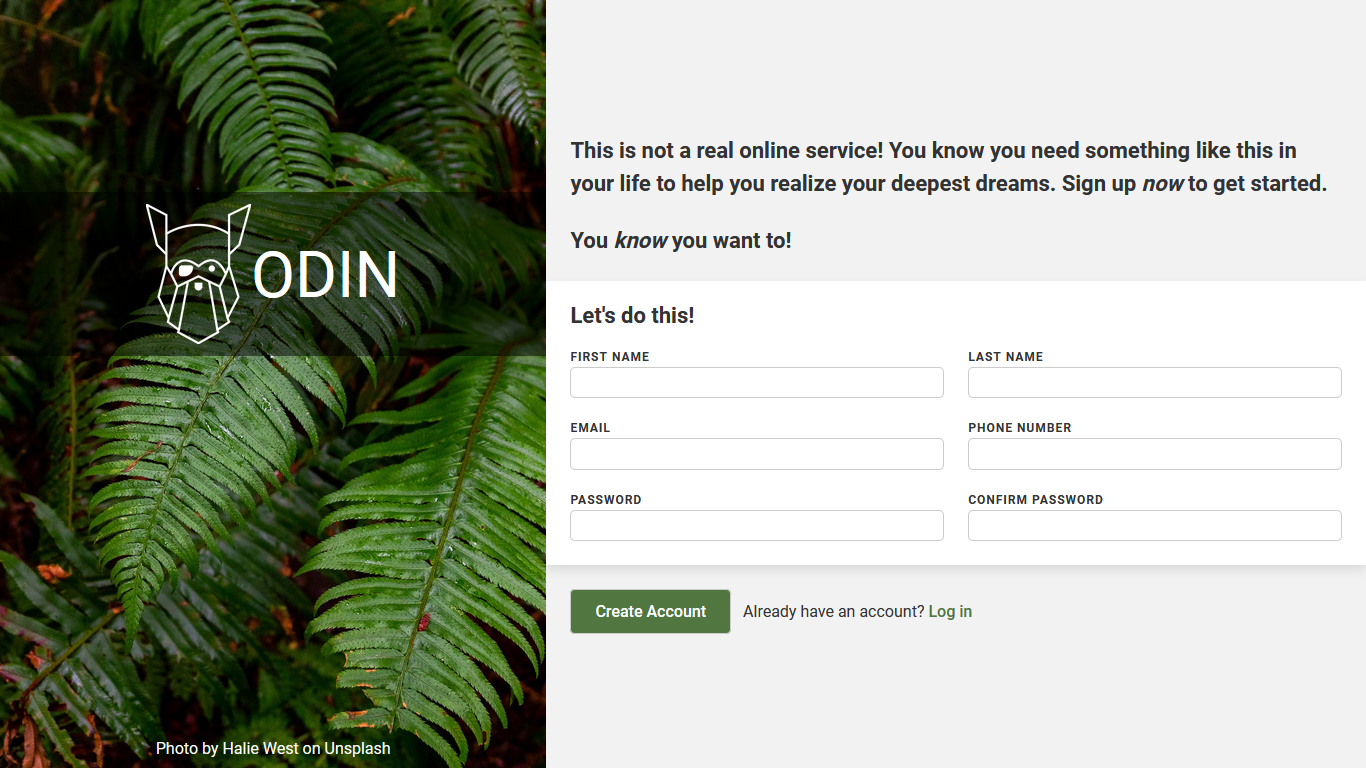 ODIN
Photo by Halie West on Unsplash
This is not a real online service! You know you need something like this in
your life to help you realize your deepest dreams. Sign up now to get started.
You know you want to!
Let's do this!
FIRST NAME
LAST NAME
EMAIL
PHONE NUMBER
PASSWORD
CONFIRM PASSWORD
Create Account
Already have an account? Log in